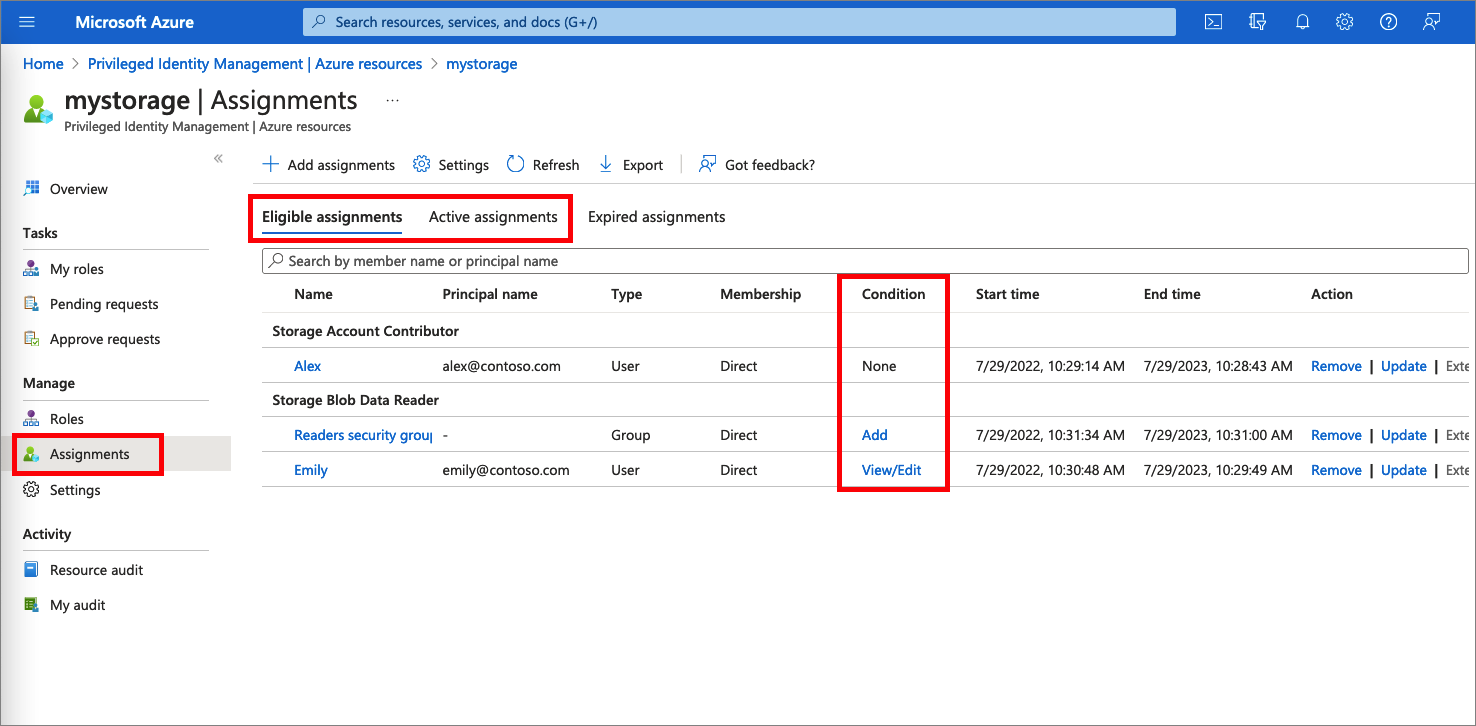 Microsoft Azure
Search resources, services, and docs (G+/)
Home > Privileged Identity Management | Azure resources > mystorage
mystorage | Assignments ...
Privileged Identity Management | Azure resources
«
Overview
Tasks
My roles
Pending requests
Approve requests
Manage
Roles
Assignments
Settings
Activity
Resource audit
My audit
Add assignments Settings Refresh Export | Got feedback?
Eligible assignments Active assignments Expired assignments
Search by member name or principal name
Name Principal name Type Membership Condition Start time End time Action
Storage Account Contributor
Alex alex@contoso.com User Direct None 7/29/2022, 10:29:14 AM 7/29/2023, 10:28:43 AM Remove | Update | Exte
Storage Blob Data Reader
Readers security group - Group Direct Add 7/29/2022, 10:31:34 AM 7/29/2023, 10:31:00 AM Remove | Update | Exte
Emily emily@contoso.com User Direct View/Edit 7/29/2022, 10:30:48 AM 7/29/2023, 10:29:49 AM Remove | Update | Exte